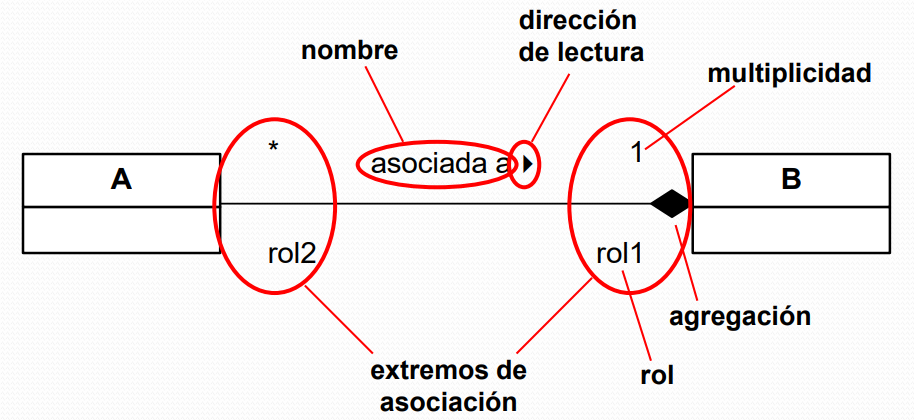 dirección
de lectura
nombre
multiplicidad
*
asociada a
1
A
B
rol2
rol1
agregación
extremos de
asociación
rol